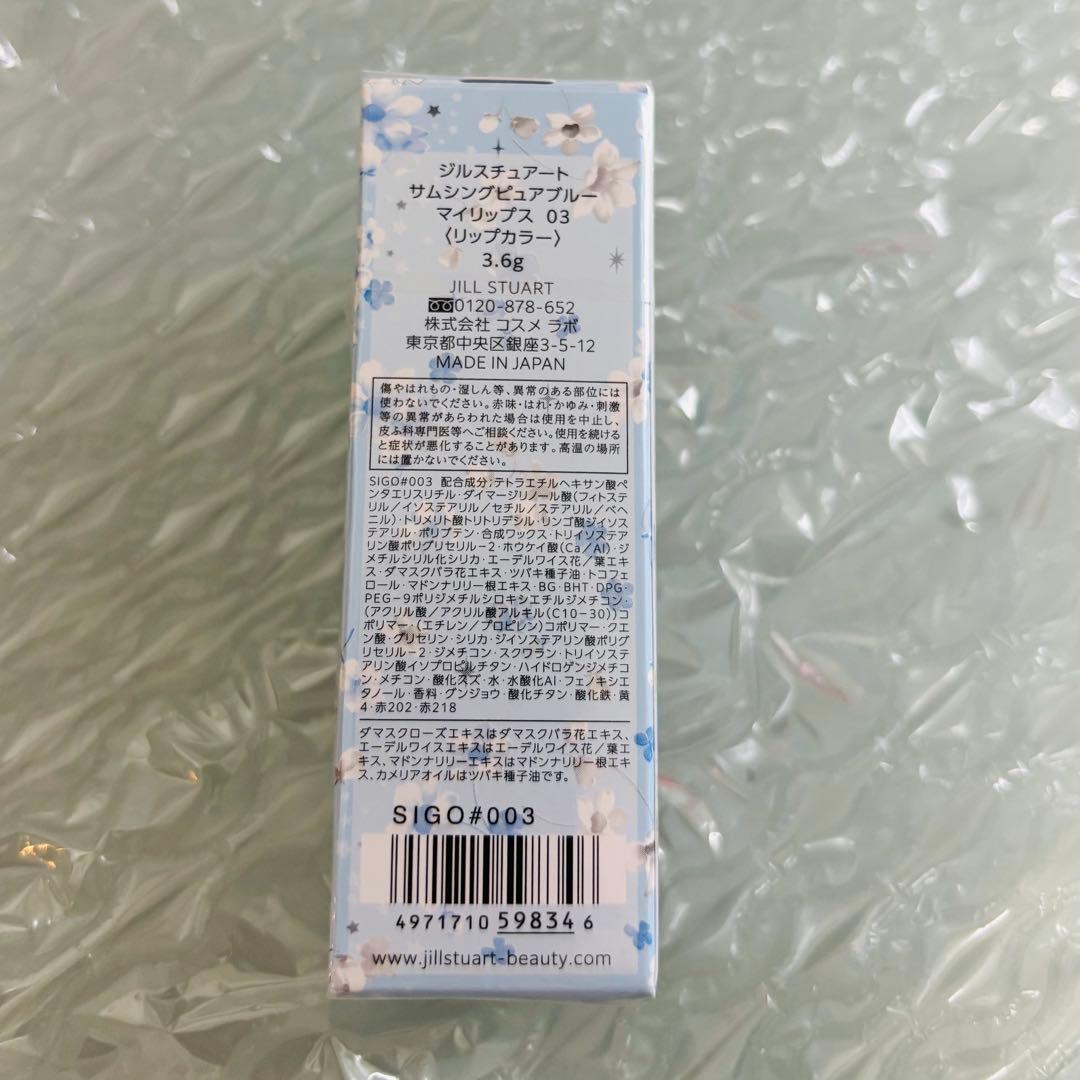 ジルスチュアート
サムシングピュアブルー
マイリップス 03
〈リップカラー〉
3.6g
JILL STUART
0120-878-652
株式会社 コスメ ラボ
東京都中央区銀座3-5-12
MADE IN JAPAN
傷やはれもの・湿しん等、異常のある部位には
使わないでください。赤味・はれ・かゆみ・刺激
等の異常があらわれた場合は使用を中止し、
皮ふ科専門医等へご相談ください。使用を続ける
と症状が悪化することがあります。高温の場所
には置かないでください。
SIGO#003 配合成分:テトラエチルヘキサン酸ペ
ンタエリスリチル・ダイマージリノール酸(フィトステ
リル/イソステアリル/セチル/ステアリル/ベヘ
ニル)・トリメリト酸トリトリデシル・リンゴ酸ジイソス
テアリル・ポリブテン・合成ワックス・トリイソステア
リン酸ポリグリセリル-2・ホウケイ酸(Ca/Al)・ジ
メチルシリル化シリカ・エーデルワイス花/葉エキ
ス・ダマスクバラ花エキス・ツバキ種子油・トコフェ
ロール・マドンナリリー根エキス・BG・BHT・DPG・
PEG-9ポリジメチルシロキシエチルジメチコン・
(アクリル酸/アクリル酸アルキル(C10-30))コ
ポリマー・(エチレン/プロピレン)コポリマー・クエ
ン酸・グリセリン・シリカ・ジイソステアリン酸ポリグ
リセリル-2・ジメチコン・スクワラン・トリイソステ
アリン酸イソプロピルチタン・ハイドロゲンジメチコ
ン・メチコン・酸化スズ・水・水酸化Al・フェノキシエ
タノール・香料・グンジョウ・酸化チタン・酸化鉄・黄
4・赤202・赤218
ダマスクローズエキスはダマスクバラ花エキス、
エーデルワイスエキスはエーデルワイス花/葉エ
キス、マドンナリリーエキスはマドンナリリー根エキ
ス、カメリアオイルはツバキ種子油です。
SIGO#003
4971710 59834 6
www.jillstuart-beauty.com